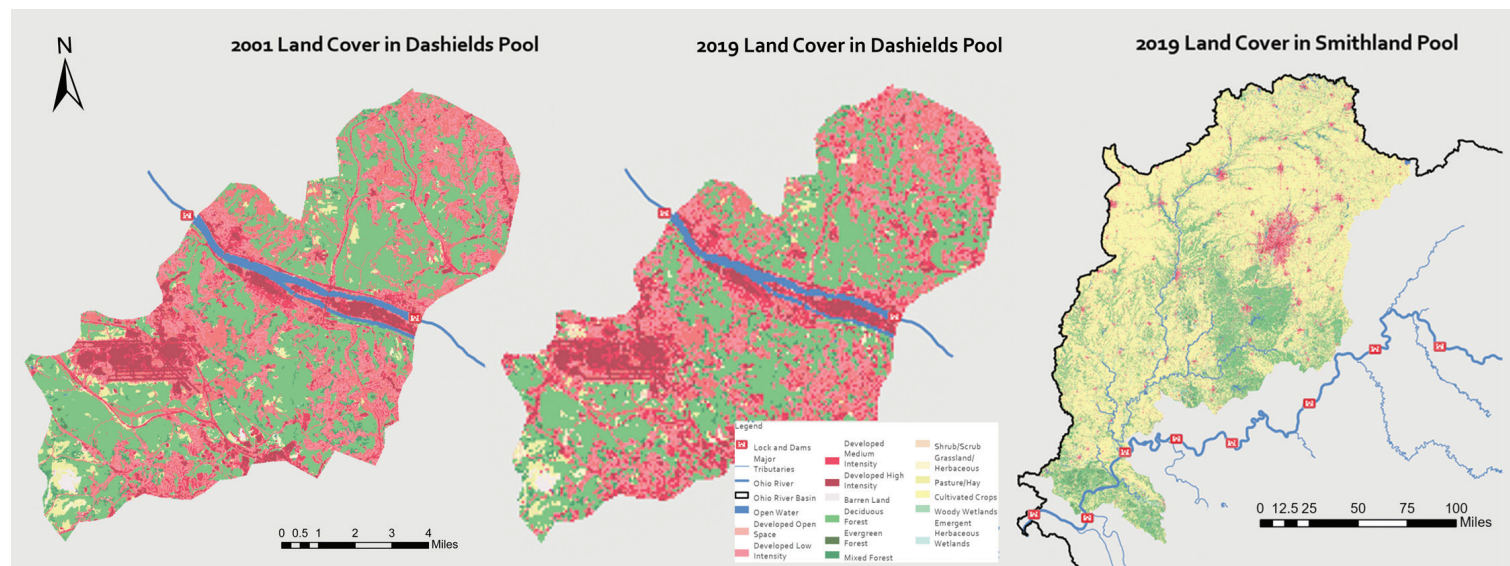 2001 Land Cover in Dashields Pool
2019 Land Cover in Dashields Pool
2019 Land Cover in Smithland Pool
N
0 0.5 1 2 3 4
Miles
Legend
Lock and Dams
Major
Tributaries
Ohio River
Ohio River Basin
Open Water
Developed Open
Space
Developed Low
Intensity
Developed
Medium
Intensity
Developed High
Intensity
Barren Land
Deciduous
Forest
Evergreen
Forest
Mixed Forest
Shrub/Scrub
Grassland/
Herbaceous
Pasture/Hay
Cultivated Crops
Woody Wetlands
Emergent
Herbaceous
Wetlands
0 12.5 25 50 75 100
Miles